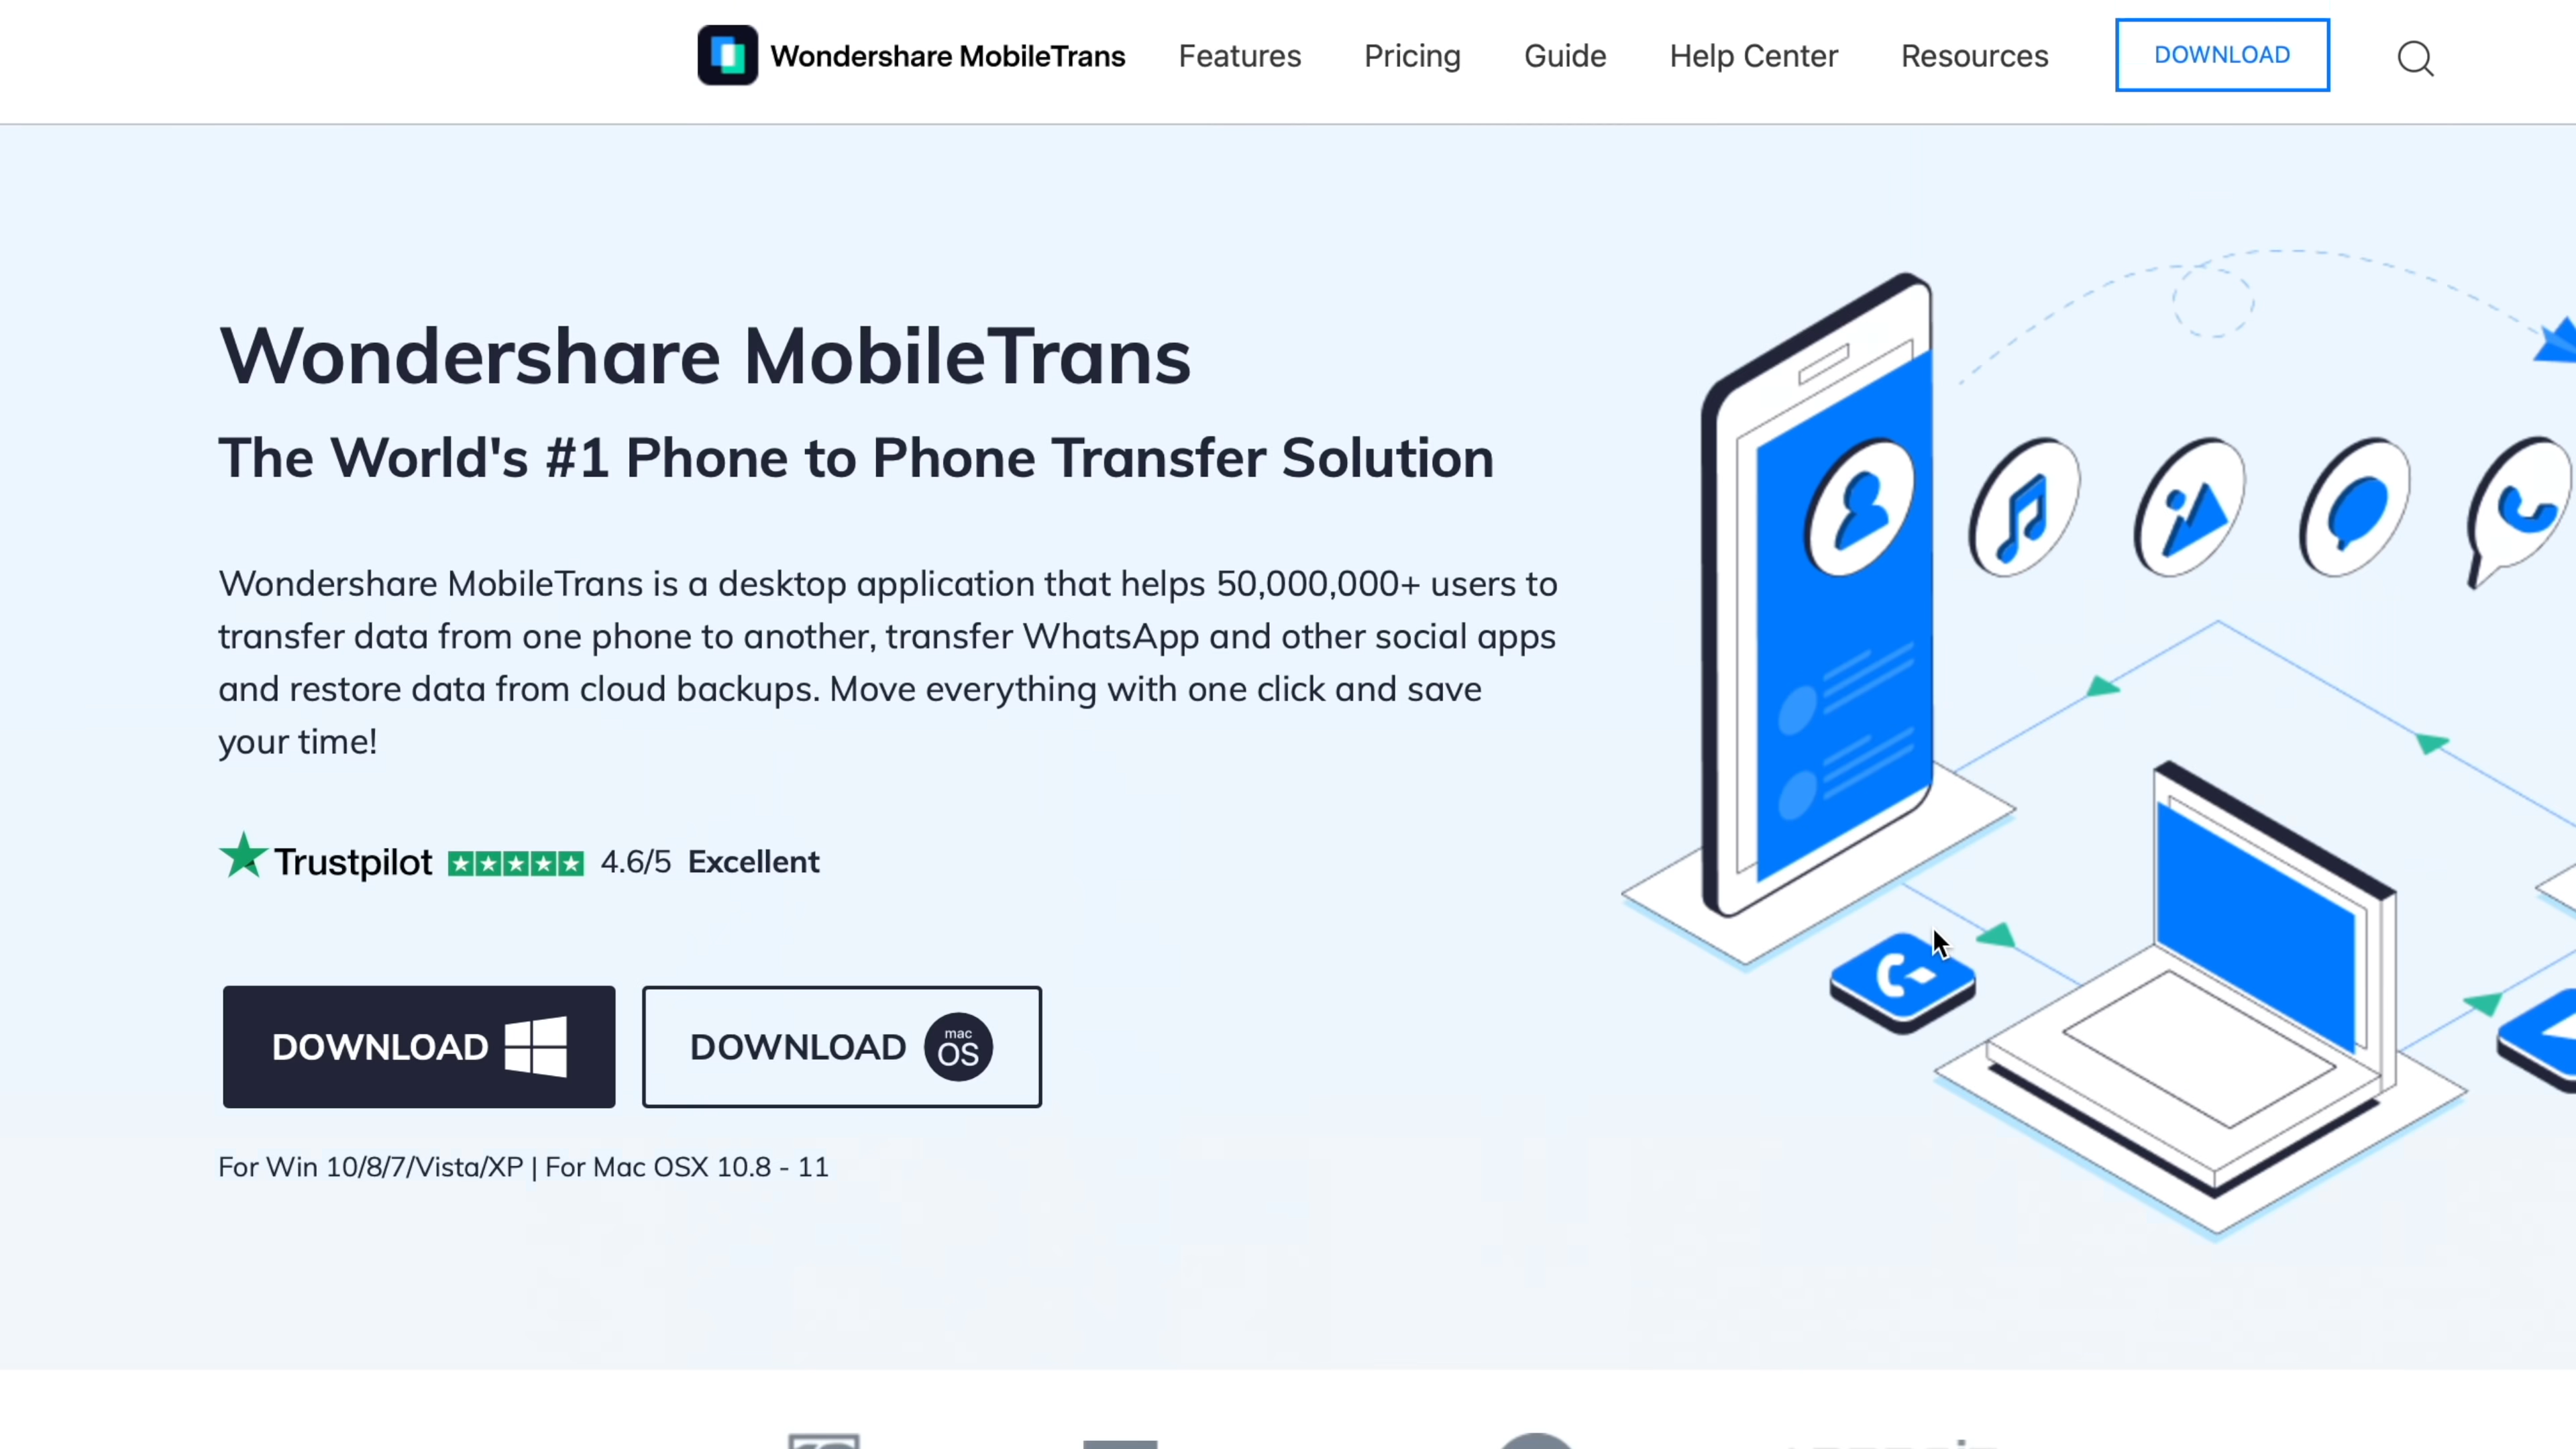 Wondershare MobileTrans Features Pricing Guide Help Center Resources DOWNLOAD
Wondershare MobileTrans
The World's #1 Phone to Phone Transfer Solution
Wondershare MobileTrans is a desktop application that helps 50,000,000+ users to
transfer data from one phone to another, transfer WhatsApp and other social apps
and restore data from cloud backups. Move everything with one click and save
your time!
Trustpilot 4.6/5 Excellent
DOWNLOAD DOWNLOAD mac OS
For Win 10/8/7/Vista/XP | For Mac OSX 10.8 - 11